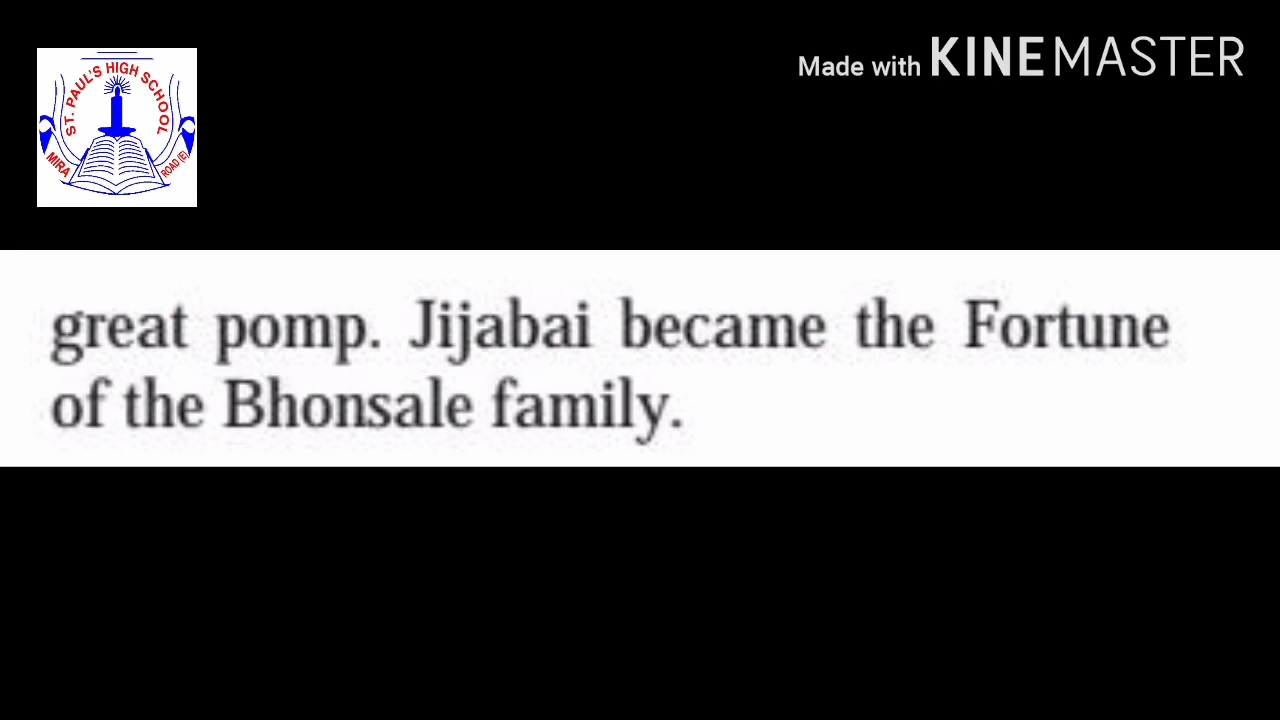 ST. PAUL'S HIGH SCHOOL
MIRA ROAD (E)
Made with KINEMASTER
great pomp. Jijabai became the Fortune
of the Bhonsale family.